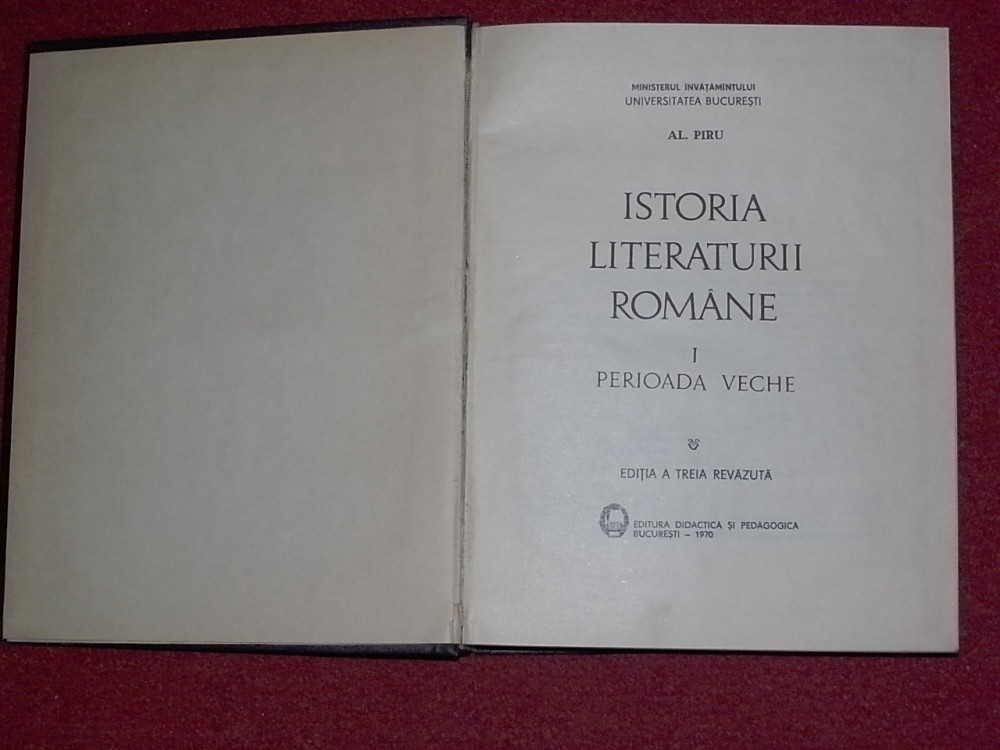 MINISTERUL ÎNVĂŢĂMÎNTULUI
UNIVERSITATEA BUCUREŞTI
AL. PIRU
ISTORIA
LITERATURII
ROMÂNE
I
PERIOADA VECHE
EDIŢIA A TREIA REVĂZUTĂ
EDITURA DIDACTICĂ ŞI PEDAGOGICA
BUCUREŞTI – 1970